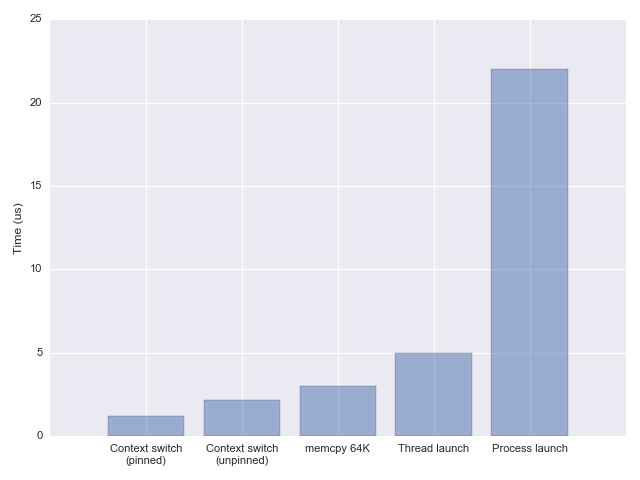 25
20
15
10
5
0
Time (us)
Context switch
(pinned)
Context switch
(unpinned)
memcpy 64K
Thread launch
Process launch